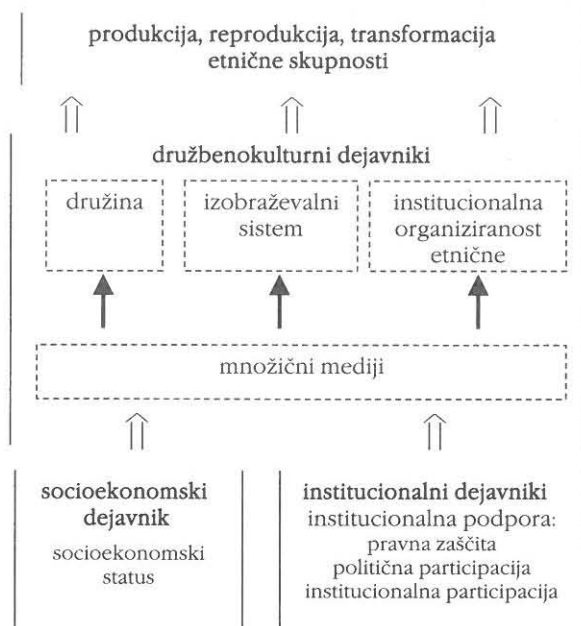 produkcija, reprodukcija, transformacija
etnične skupnosti
družbenokulturni dejavniki
družina
izobraževalni
sistem
institucionalna
organiziranost
etnične
množični mediji
socioekonomski
dejavnik
socioekonomski
status
institucionalni dejavniki
institucionalna podpora:
pravna zaščita
politična participacija
institucionalna participacija